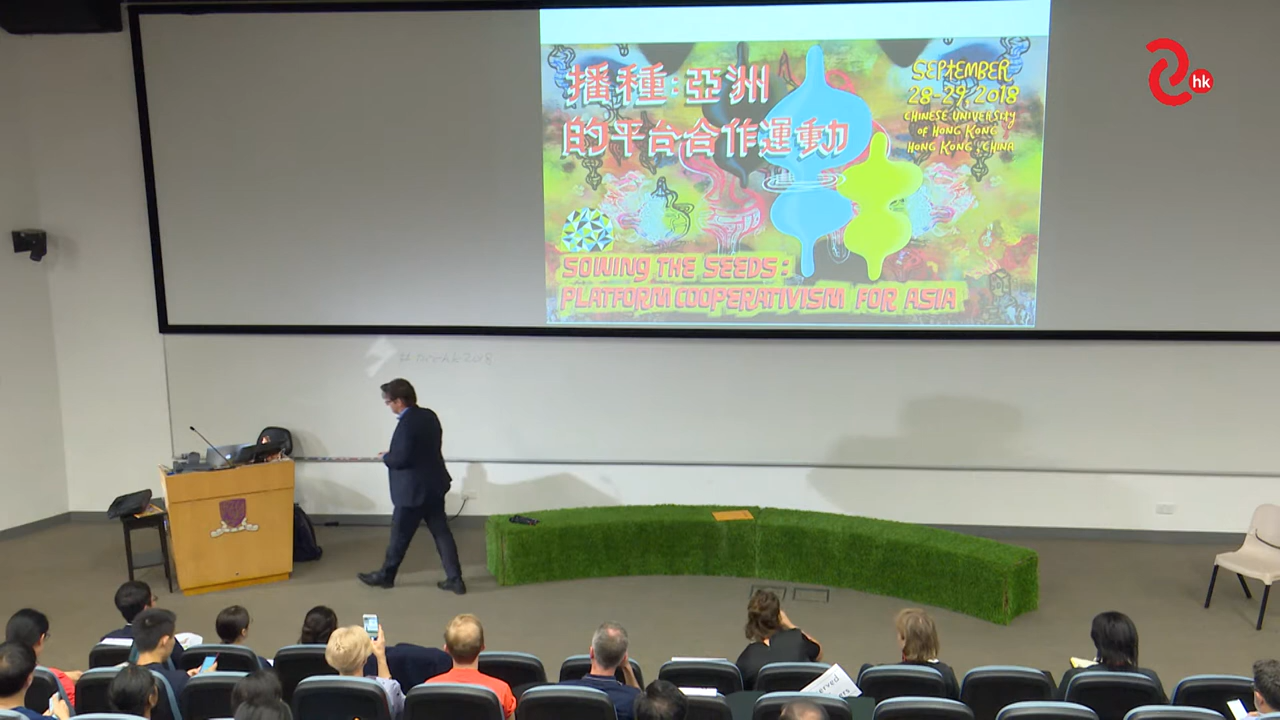 播種:亞洲
的平台合作運動
SEPTEMBER
28-29, 2018
CHINESE UNIVERSITY
OF HONG KONG
HONG KONG, CHINA
SOWING THE SEEDS:
PLATFORM COOPERATIVISM FOR ASIA
hk